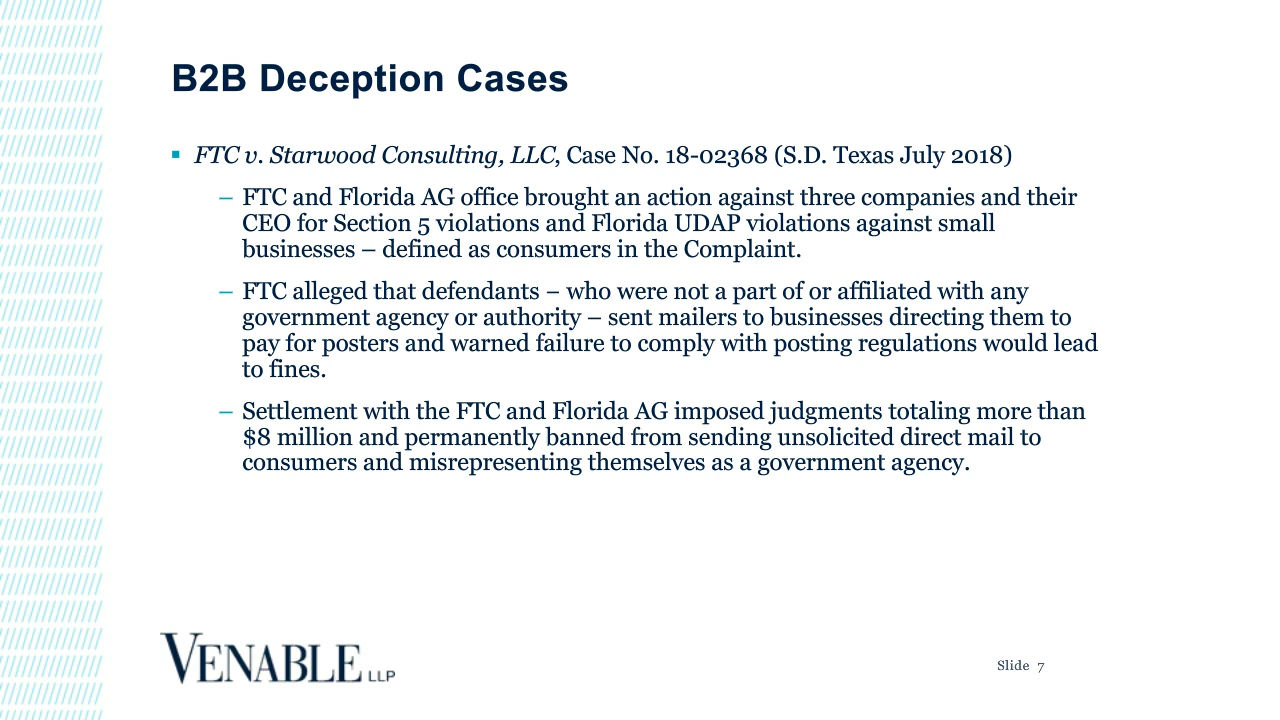 B2B Deception Cases
▪ FTC v. Starwood Consulting, LLC, Case No. 18-02368 (S.D. Texas July 2018)
– FTC and Florida AG office brought an action against three companies and their
CEO for Section 5 violations and Florida UDAP violations against small
businesses – defined as consumers in the Complaint.
– FTC alleged that defendants – who were not a part of or affiliated with any
government agency or authority – sent mailers to businesses directing them to
pay for posters and warned failure to comply with posting regulations would lead
to fines.
– Settlement with the FTC and Florida AG imposed judgments totaling more than
$8 million and permanently banned from sending unsolicited direct mail to
consumers and misrepresenting themselves as a government agency.
VENABLE LLP
Slide 7